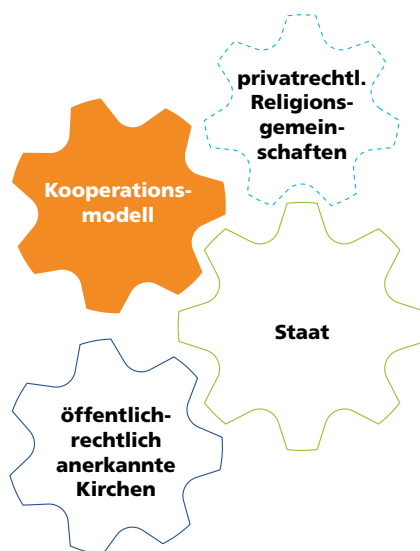 privatrechtl.
Religions-
gemein-
schaften
Kooperations-
modell
Staat
öffentlich-
rechtlich
anerkannte
Kirchen